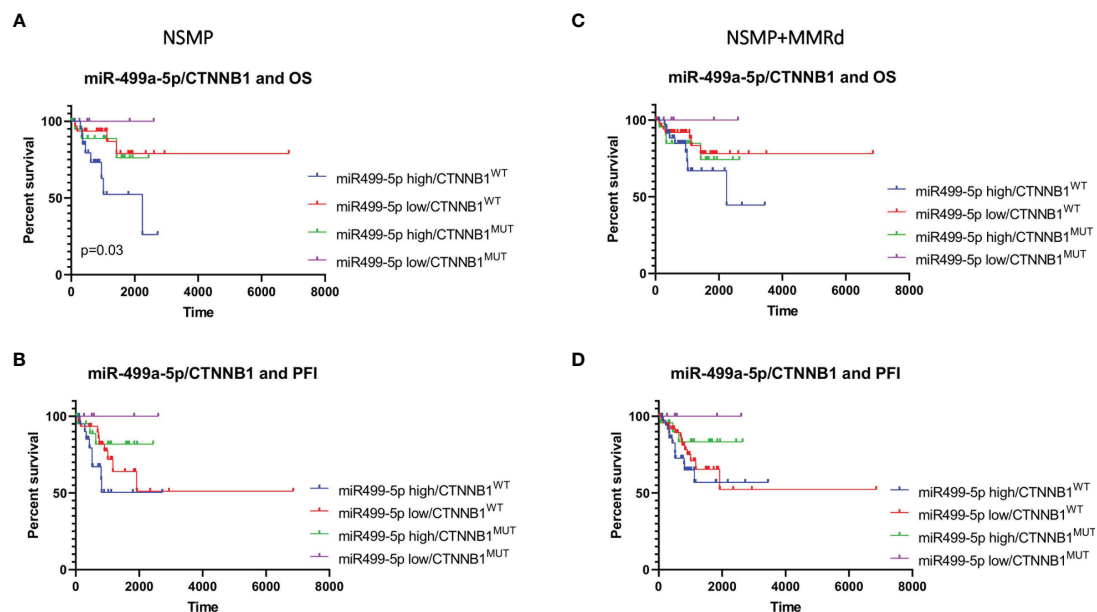 A
NSMP
miR-499a-5p/CTNNB1 and OS
Percent survival
100
50
0
p=0.03
0 2000 4000 6000 8000
Time
miR499-5p high/CTNNB1WT
miR499-5p low/CTNNB1WT
miR499-5p high/CTNNB1MUT
miR499-5p low/CTNNB1MUT
B
miR-499a-5p/CTNNB1 and PFI
Percent survival
100
50
0
0 2000 4000 6000 8000
Time
miR499-5p high/CTNNB1WT
miR499-5p low/CTNNB1WT
miR499-5p high/CTNNB1MUT
miR499-5p low/CTNNB1MUT
C
NSMP+MMRd
miR-499a-5p/CTNNB1 and OS
Percent survival
100
50
0
0 2000 4000 6000 8000
Time
miR499-5p high/CTNNB1WT
miR499-5p low/CTNNB1WT
miR499-5p high/CTNNB1MUT
miR499-5p low/CTNNB1MUT
D
miR-499a-5p/CTNNB1 and PFI
Percent survival
100
50
0
0 2000 4000 6000 8000
Time
miR499-5p high/CTNNB1WT
miR499-5p low/CTNNB1WT
miR499-5p high/CTNNB1MUT
miR499-5p low/CTNNB1MUT